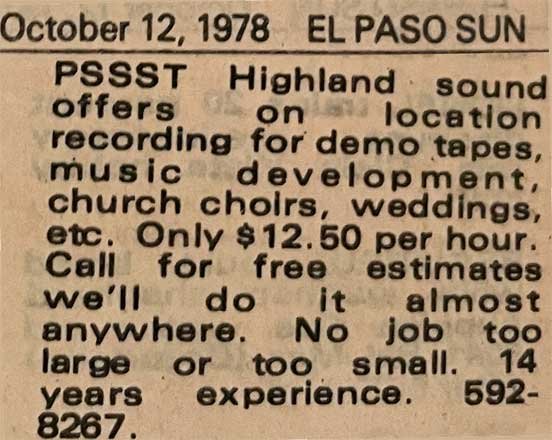 October 12, 1978 EL PASO SUN
PSSST Highland sound
offers on location
recording for demo tapes,
music development,
church choirs, weddings,
etc. Only $12.50 per hour.
Call for free estimates
we'll do it almost
anywhere. No job too
large or too small. 14
years experience. 592-
8267.